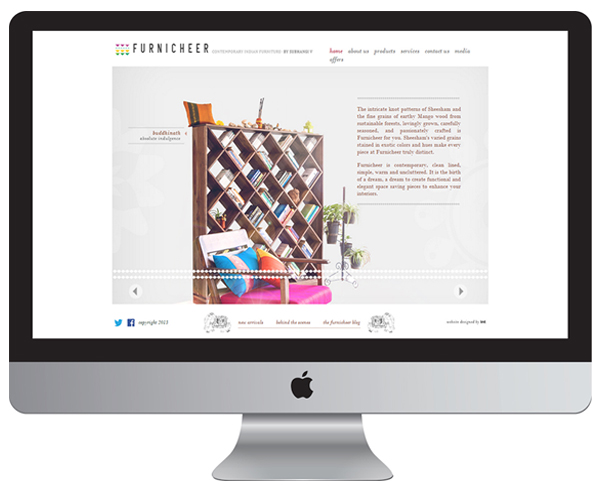 FURNICHEER CONTEMPORARY INDIAN FURNITURE
home about us products services contact us media
offers
buddhinath
absolute indulgence
The intricate knot patterns of Sheesham and
the fine grains of earthy Mango wood from
sustainable forests, lovingly grown, carefully
seasoned, and passionately crafted is
Furnicheer for you. Sheesham's varied grains
stained in exotic colors and hues make every
piece at Furnicheer truly distinct.
Furnicheer is contemporary, clean lined,
simple, warm and uncluttered. It is the birth
of a dream, a dream to create functional and
elegant space saving pieces to enhance your
interiors.
copyright 2013 new arrivals behind the scenes the furnicheer blog website designed by